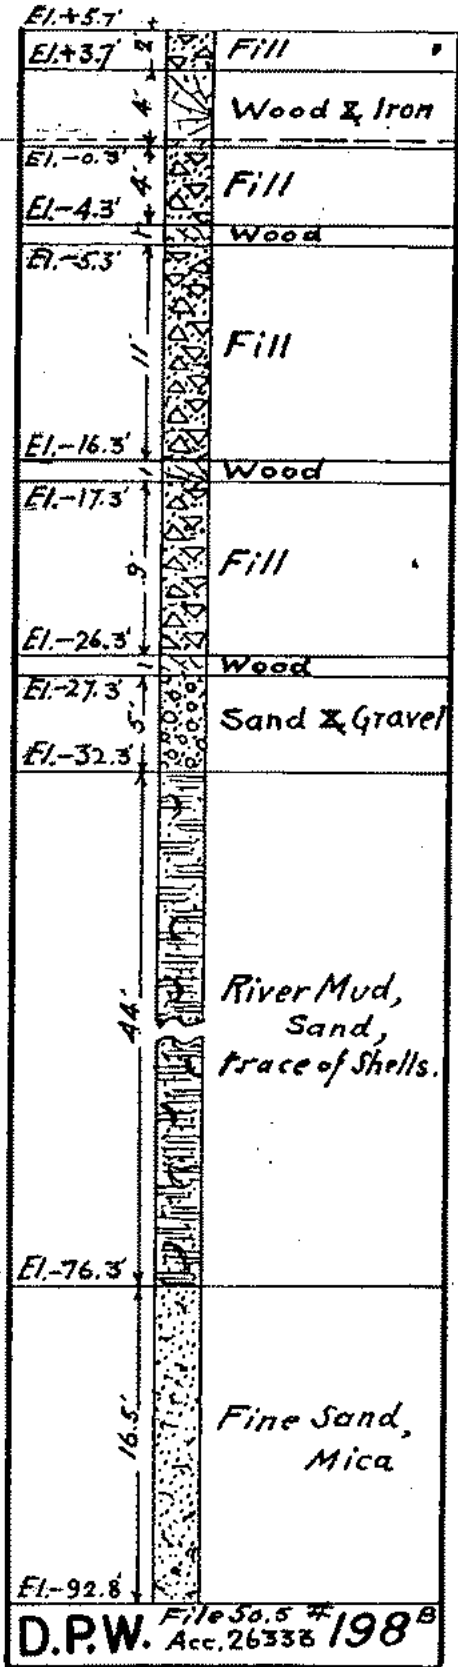 El.+5.7'
2' Fill
El.+3.7'
4' Wood & Iron
El.-0.3'
4' Fill
El.-4.3'
1' Wood
El.-5.3'
11' Fill
El.-16.3'
1' Wood
El.-17.3'
9' Fill
El.-26.3'
1' Wood
El.-27.3'
5' Sand & Gravel
El.-32.3'
44' River Mud,
Sand,
trace of Shells.
El.-76.3'
16.5' Fine Sand,
Mica
El.-92.8'
D.P.W. File 50.5 # 198 B
Acc. 26333